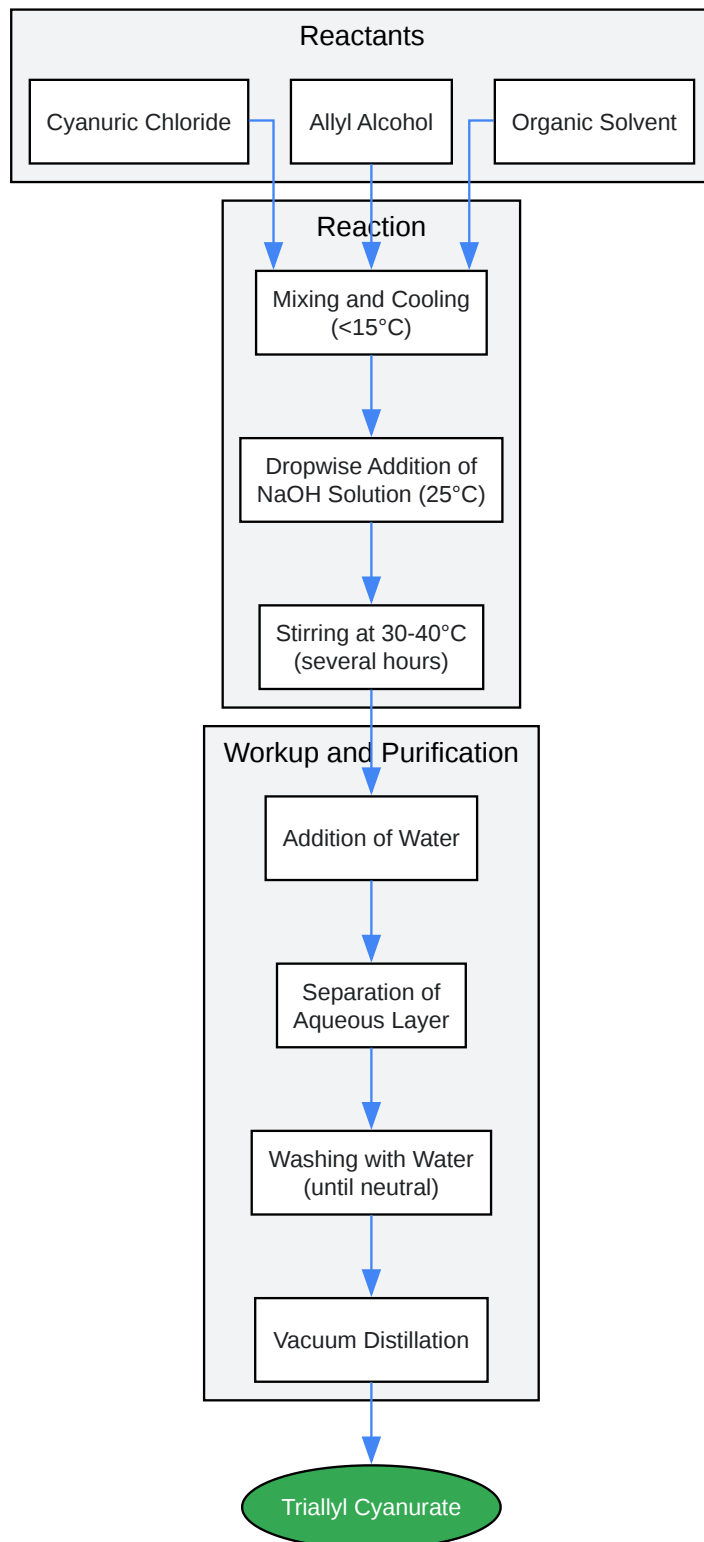 Reactants
Cyanuric Chloride
Allyl Alcohol
Organic Solvent
Reaction
Mixing and Cooling
(<15°C)
Dropwise Addition of
NaOH Solution (25°C)
Stirring at 30-40°C
(several hours)
Workup and Purification
Addition of Water
Separation of
Aqueous Layer
Washing with Water
(until neutral)
Vacuum Distillation
Triallyl Cyanurate